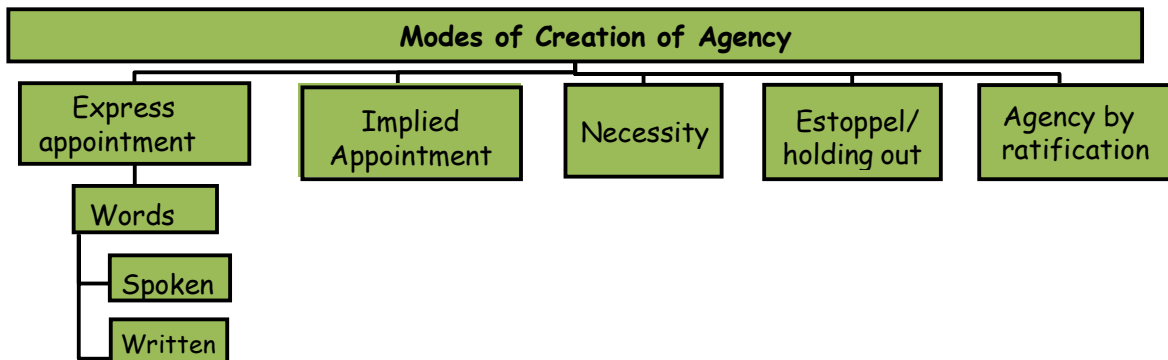 Modes of Creation of Agency
Express
appointment
Implied
Appointment
Necessity
Estoppel/
holding out
Agency by
ratification
Words
Spoken
Written